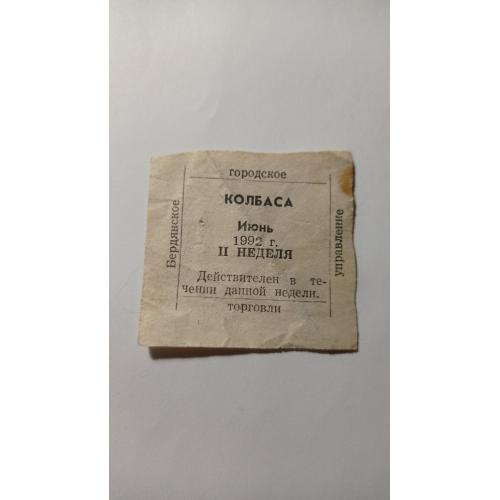 городское
Бердянское
КОЛБАСА
Июнь
1992 г.
II НЕДЕЛЯ
Действителен в те-
чении данной недели.
управление
торговли